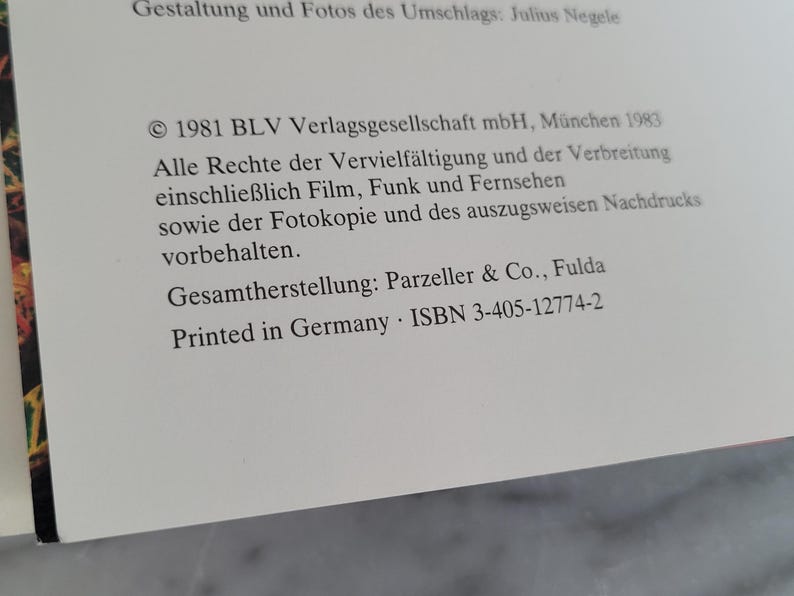 Gestaltung und Fotos des Umschlags: Julius Negele
© 1981 BLV Verlagsgesellschaft mbH, München 1983
Alle Rechte der Vervielfältigung und der Verbreitung
einschließlich Film, Funk und Fernsehen
sowie der Fotokopie und des auszugsweisen Nachdrucks
vorbehalten.
Gesamtherstellung: Parzeller & Co., Fulda
Printed in Germany · ISBN 3-405-12774-2